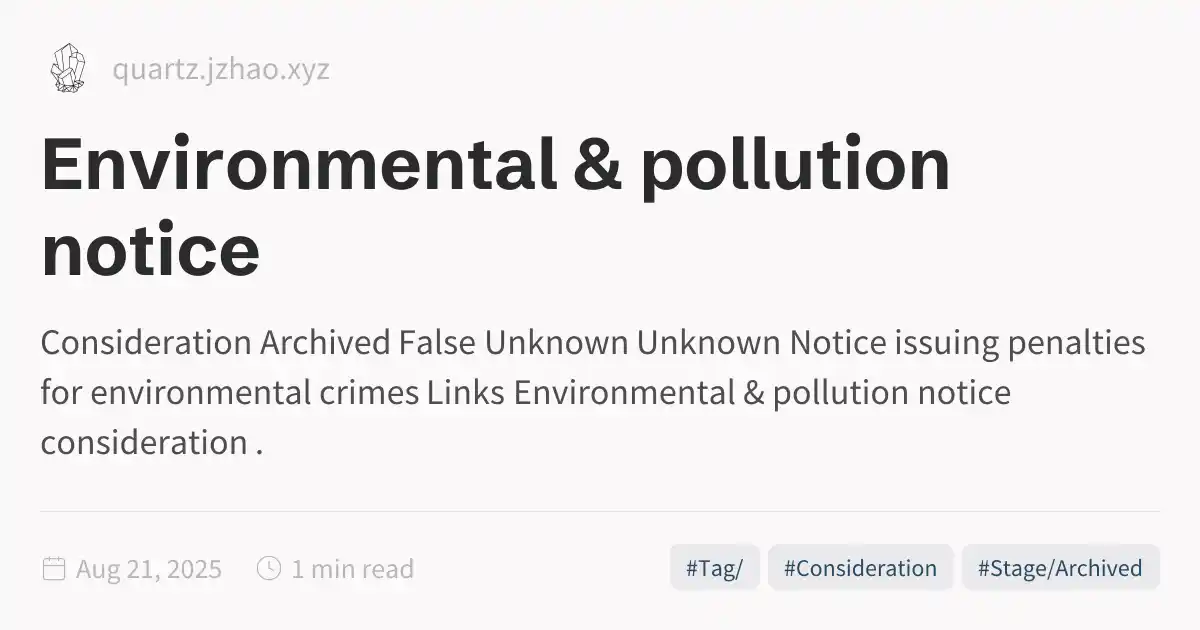 quartz.jzhao.xyz
Environmental & pollution
notice
Consideration Archived False Unknown Unknown Notice issuing penalties
for environmental crimes Links Environmental & pollution notice
consideration .
Aug 21, 2025 1 min read #Tag/ #Consideration #Stage/Archived